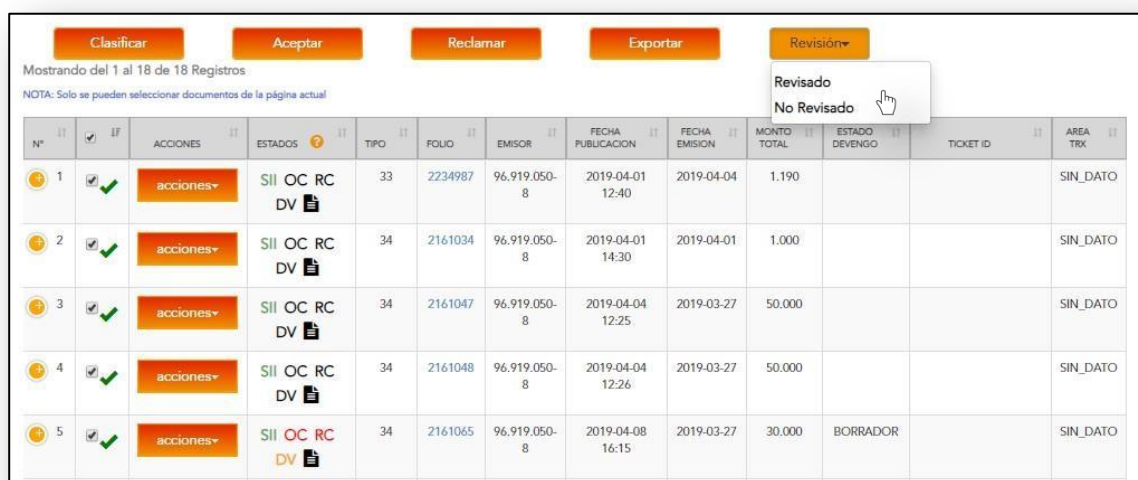 Clasificar Aceptar Reclamar Exportar Revisión
Mostrando del 1 al 18 de 18 Registros
Revisado
NOTA: Solo se pueden seleccionar documentos de la página actual
No Revisado
N° ACCIONES ESTADOS ? TIPO FOLIO EMISOR FECHA PUBLICACION FECHA EMISION MONTO TOTAL ESTADO DEVENGO TICKET ID AREA TRX
1 acciones SII OC RC 33 2234987 96.919.050- 2019-04-01 2019-04-04 1.190 SIN_DATO
DV 8 12:40
2 acciones SII OC RC 34 2161034 96.919.050- 2019-04-01 2019-04-01 1.000 SIN_DATO
DV 8 14:30
3 acciones SII OC RC 34 2161047 96.919.050- 2019-04-04 2019-03-27 50.000 SIN_DATO
DV 8 12:25
4 acciones SII OC RC 34 2161048 96.919.050- 2019-04-04 2019-03-27 50.000 SIN_DATO
DV 8 12:26
5 acciones SII OC RC 34 2161065 96.919.050- 2019-04-08 2019-03-27 30.000 BORRADOR SIN_DATO
DV 8 16:15